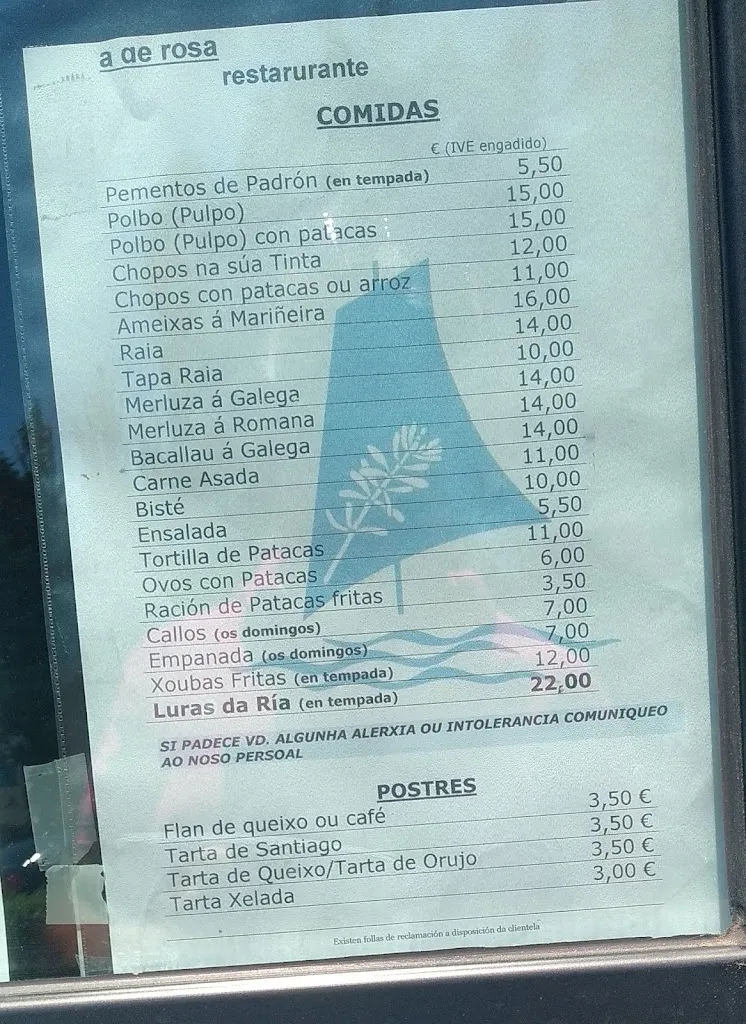 a de rosa
restarurante
COMIDAS
€ (IVE engadido)
Pementos de Padrón (en tempada) 5,50
Polbo (Pulpo) 15,00
Polbo (Pulpo) con patacas 15,00
Chopos na súa Tinta 12,00
Chopos con patacas ou arroz 11,00
Ameixas á Mariñeira 16,00
Raia 14,00
Tapa Raia 10,00
Merluza á Galega 14,00
Merluza á Romana 14,00
Bacallau á Galega 14,00
Carne Asada 11,00
Bisté 10,00
Ensalada 5,50
Tortilla de Patacas 11,00
Ovos con Patacas 6,00
Ración de Patacas fritas 3,50
Callos (os domingos) 7,00
Empanada (os domingos) 7,00
Xoubas Fritas (en tempada) 12,00
Luras da Ría (en tempada) 22,00
SI PADECE VD. ALGUNHA ALERXIA OU INTOLERANCIA COMUNIQUEO
AO NOSO PERSOAL
POSTRES
Flan de queixo ou café 3,50 €
Tarta de Santiago 3,50 €
Tarta de Queixo/Tarta de Orujo 3,50 €
Tarta Xelada 3,00 €
Existen follas de reclamación a disposición da clientela